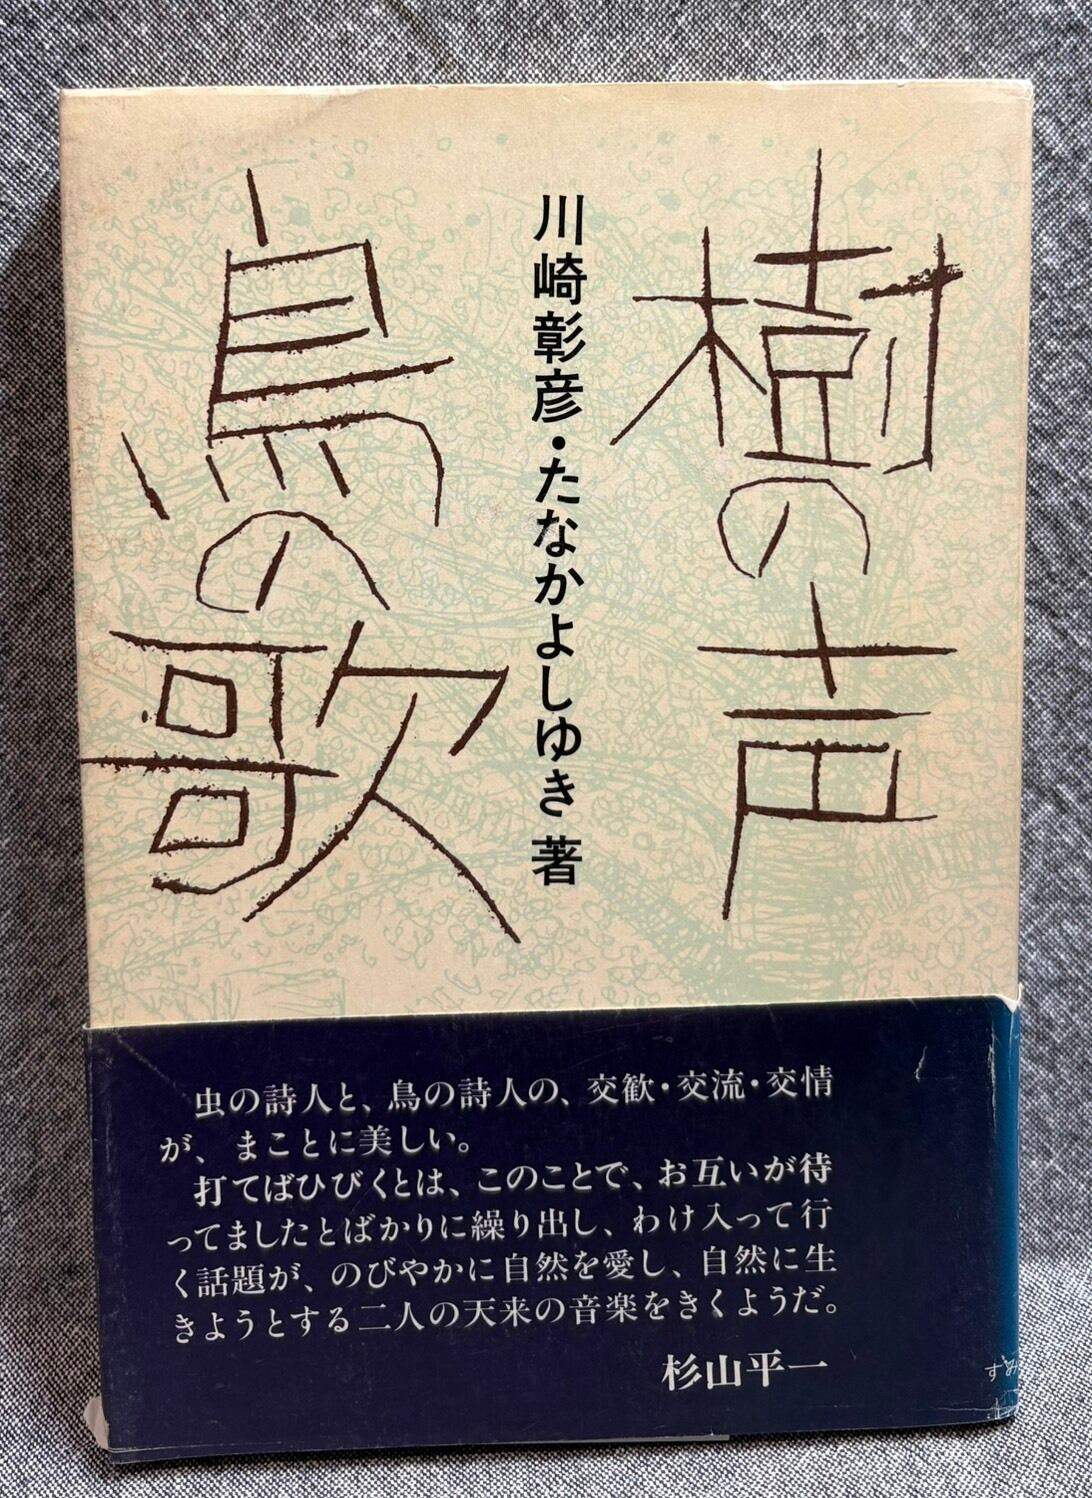 樹の声
鳥の歌
川崎彰彦・たなかよしゆき 著
虫の詩人と、鳥の詩人の、交歓・交流・交情
が、まことに美しい。
打てばひびくとは、このことで、お互いが待
ってましたとばかりに繰り出し、わけ入って行
く話題が、のびやかに自然を愛し、自然に生
きようとする二人の天来の音楽をきくようだ。
杉山平一